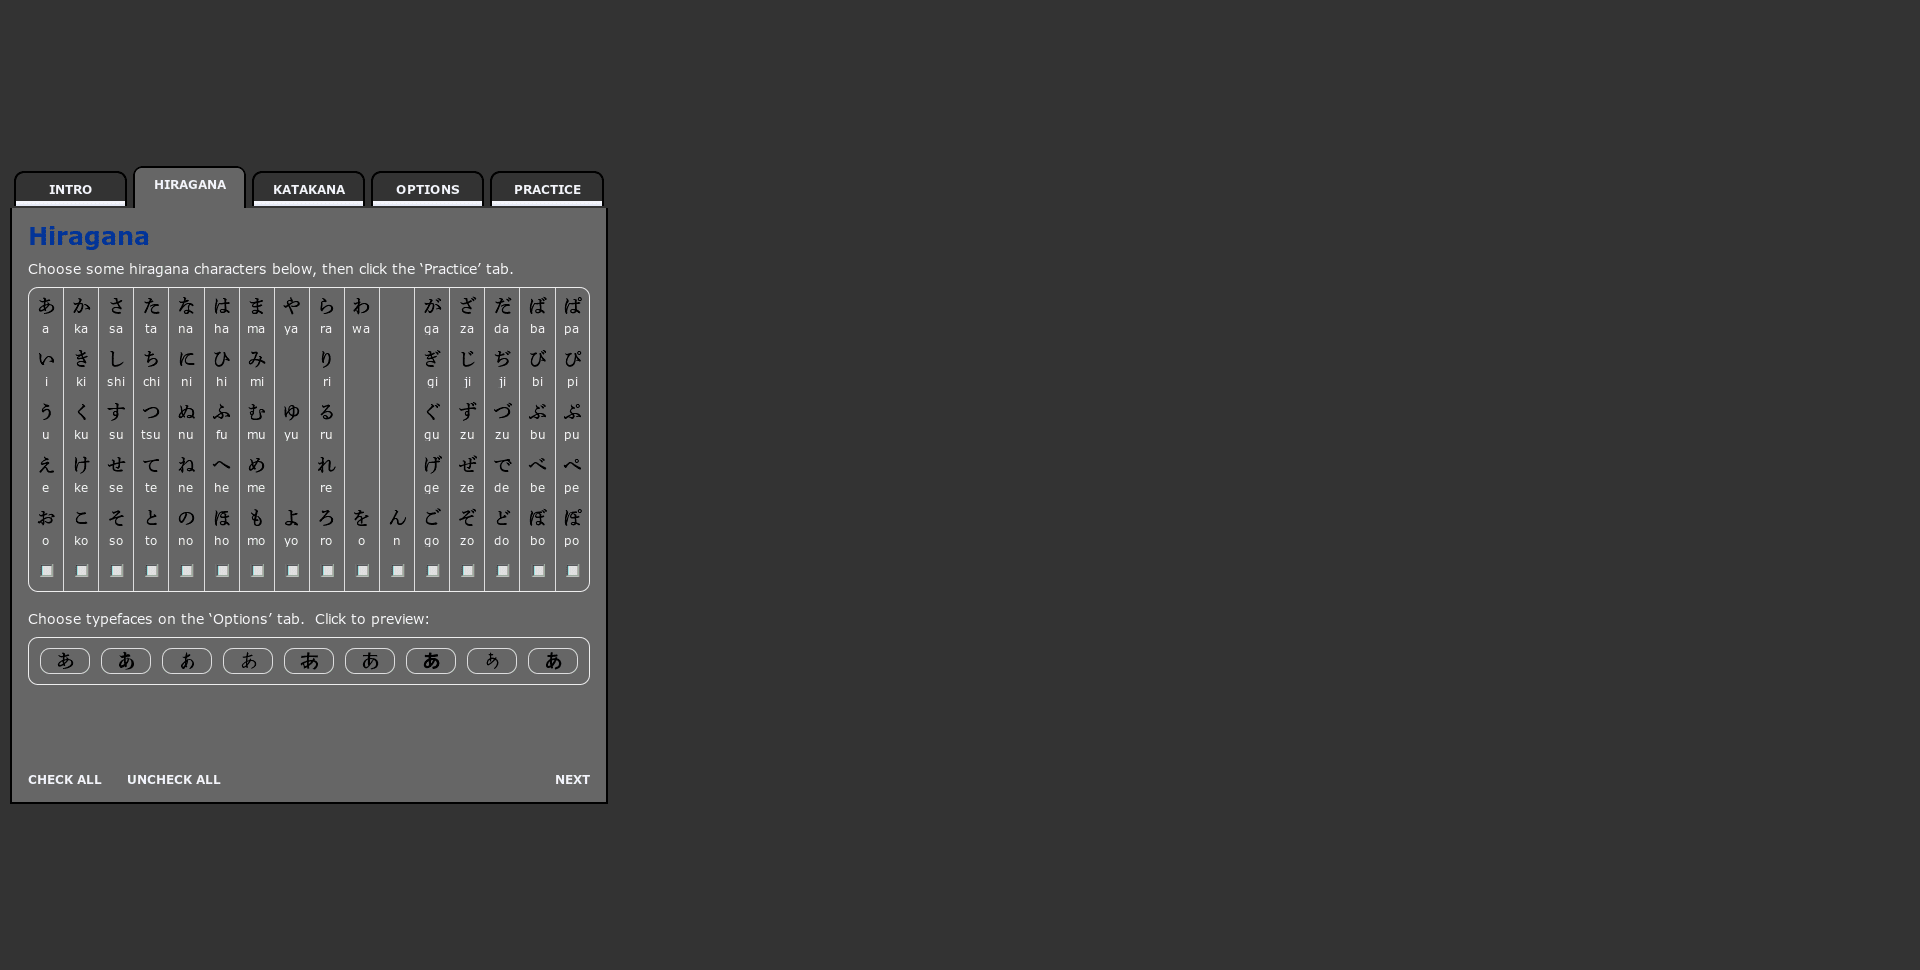 INTRO HIRAGANA KATAKANA OPTIONS PRACTICE
Hiragana
Choose some hiragana characters below, then click the ‘Practice’ tab.
あ か さ た な は ま や ら わ が ざ だ ば ぱ
a ka sa ta na ha ma ya ra wa ga za da ba pa
い き し ち に ひ み り ぎ じ ぢ び ぴ
i ki shi chi ni hi mi ri gi ji ji bi pi
う く す つ ぬ ふ む ゆ る ぐ ず づ ぶ ぷ
u ku su tsu nu fu mu yu ru gu zu zu bu pu
え け せ て ね へ め れ げ ぜ で べ ぺ
e ke se te ne he me re ge ze de be pe
お こ そ と の ほ も よ ろ を ん ご ぞ ど ぼ ぽ
o ko so to no ho mo yo ro o n go zo do bo po
Choose typefaces on the ‘Options’ tab. Click to preview:
あ あ あ あ あ あ あ あ あ
CHECK ALL UNCHECK ALL NEXT